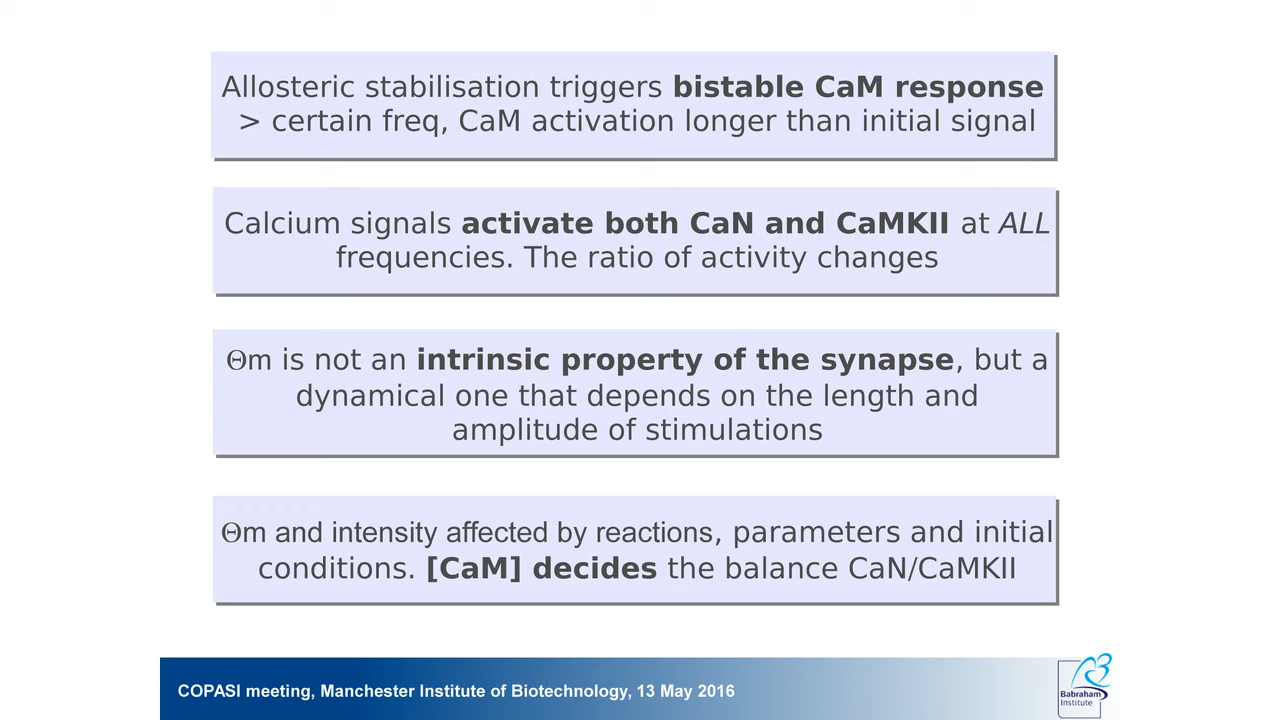 Allosteric stabilisation triggers bistable CaM response
> certain freq, CaM activation longer than initial signal
Calcium signals activate both CaN and CaMKII at ALL
frequencies. The ratio of activity changes
Θm is not an intrinsic property of the synapse, but a
dynamical one that depends on the length and
amplitude of stimulations
Θm and intensity affected by reactions, parameters and initial
conditions. [CaM] decides the balance CaN/CaMKII
COPASI meeting, Manchester Institute of Biotechnology, 13 May 2016
Babraham
Institute